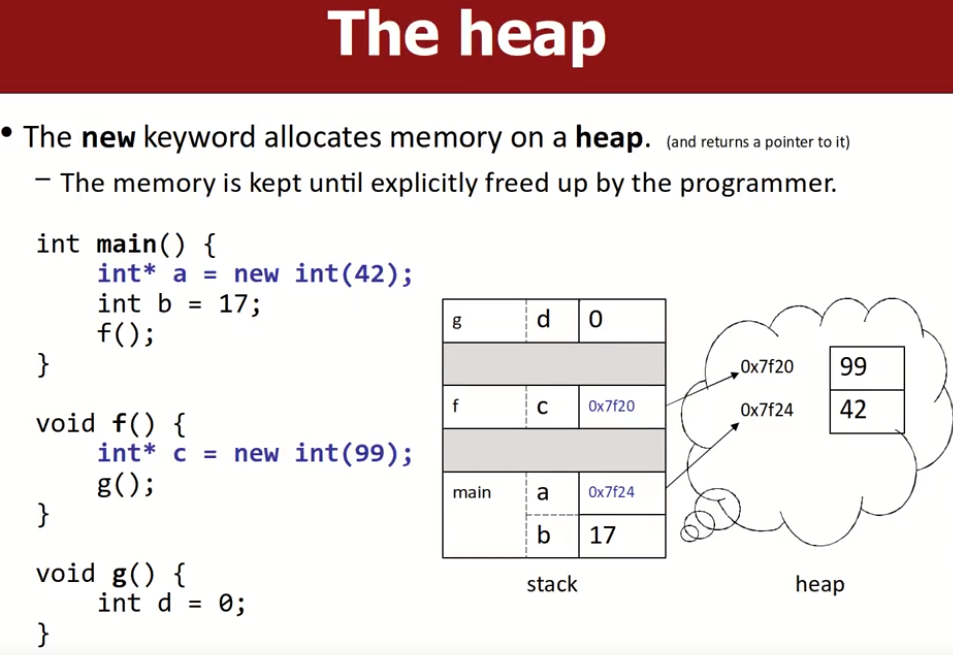 The heap
• The new keyword allocates memory on a heap. (and returns a pointer to it)
– The memory is kept until explicitly freed up by the programmer.
int main() {
int* a = new int(42);
int b = 17;
f();
}
void f() {
int* c = new int(99);
g();
}
void g() {
int d = 0;
}
g d 0
f c 0x7f20
main a 0x7f24
b 17
stack
0x7f20 99
0x7f24 42
heap